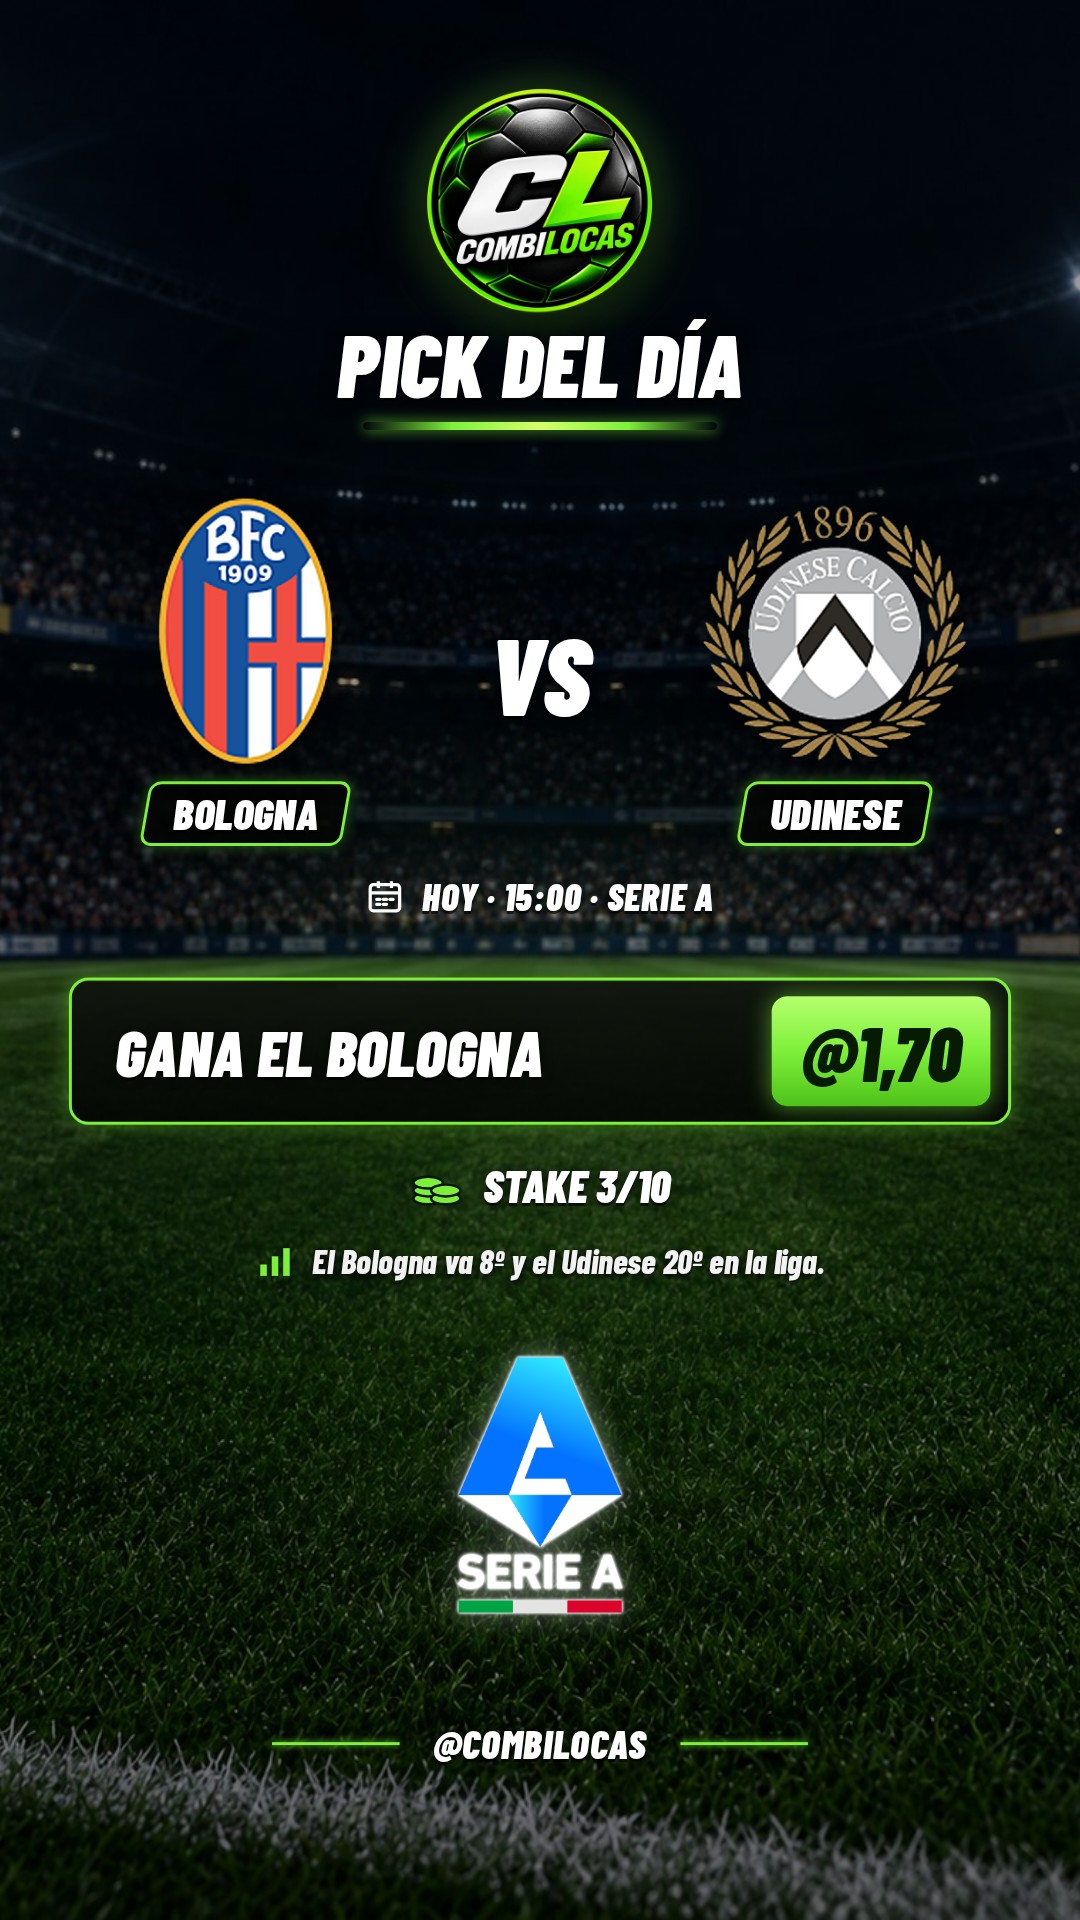 CL
COMBILOCAS
PICK DEL DÍA
BFC
1909
1896
UDINESE CALCIO
VS
BOLOGNA
UDINESE
HOY · 15:00 · SERIE A
GANA EL BOLOGNA
@1,70
STAKE 3/10
El Bologna va 8º y el Udinese 20º en la liga.
SERIE A
@COMBILOCAS